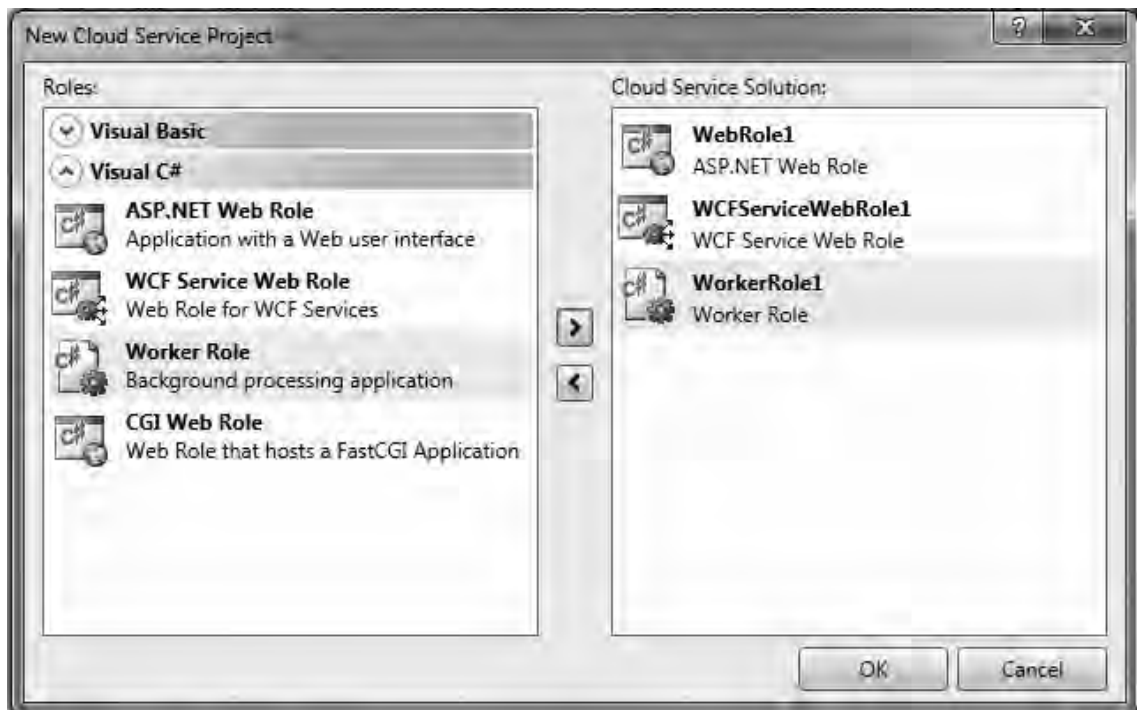 New Cloud Service Project
Roles:
Visual Basic
Visual C#
ASP.NET Web Role
Application with a Web user interface
WCF Service Web Role
Web Role for WCF Services
Worker Role
Background processing application
CGI Web Role
Web Role that hosts a FastCGI Application
>
<
Cloud Service Solution:
WebRole1
ASP.NET Web Role
WCFServiceWebRole1
WCF Service Web Role
WorkerRole1
Worker Role
OK
Cancel